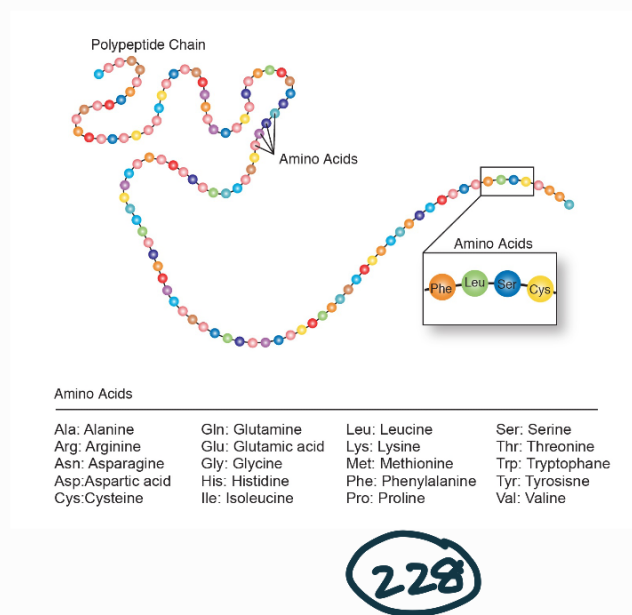 Polypeptide Chain
Amino Acids
Amino Acids
Phe Leu Ser Cys
Amino Acids
Ala: Alanine
Arg: Arginine
Asn: Asparagine
Asp:Aspartic acid
Cys:Cysteine
Gln: Glutamine
Glu: Glutamic acid
Gly: Glycine
His: Histidine
Ile: Isoleucine
Leu: Leucine
Lys: Lysine
Met: Methionine
Phe: Phenylalanine
Pro: Proline
Ser: Serine
Thr: Threonine
Trp: Tryptophane
Tyr: Tyrosisne
Val: Valine
228